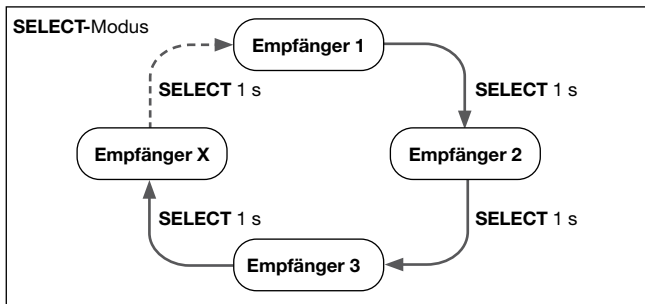 SELECT-Modus
Empfänger 1
SELECT 1 s
SELECT 1 s
Empfänger X
Empfänger 2
SELECT 1 s
SELECT 1 s
Empfänger 3